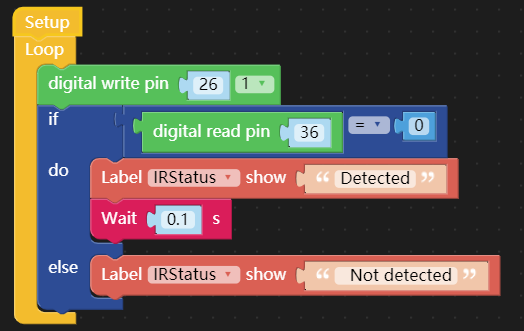 Setup
Loop
digital write pin 26 1
if digital read pin 36 = 0
do Label IRStatus show “ Detected ”
Wait 0.1 s
else Label IRStatus show “ Not detected ”